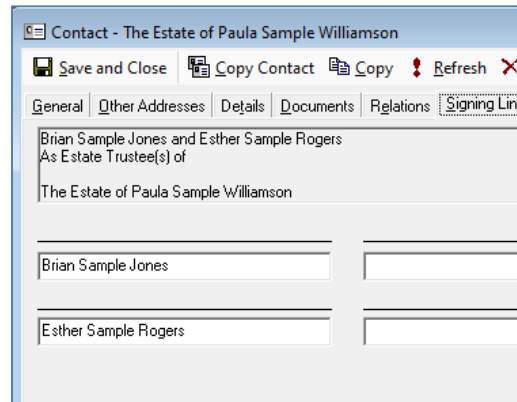 Contact - The Estate of Paula Sample Williamson
Save and Close Copy Contact Copy Refresh
General Other Addresses Details Documents Relations Signing Lin
Brian Sample Jones and Esther Sample Rogers
As Estate Trustee(s) of
The Estate of Paula Sample Williamson
Brian Sample Jones
Esther Sample Rogers